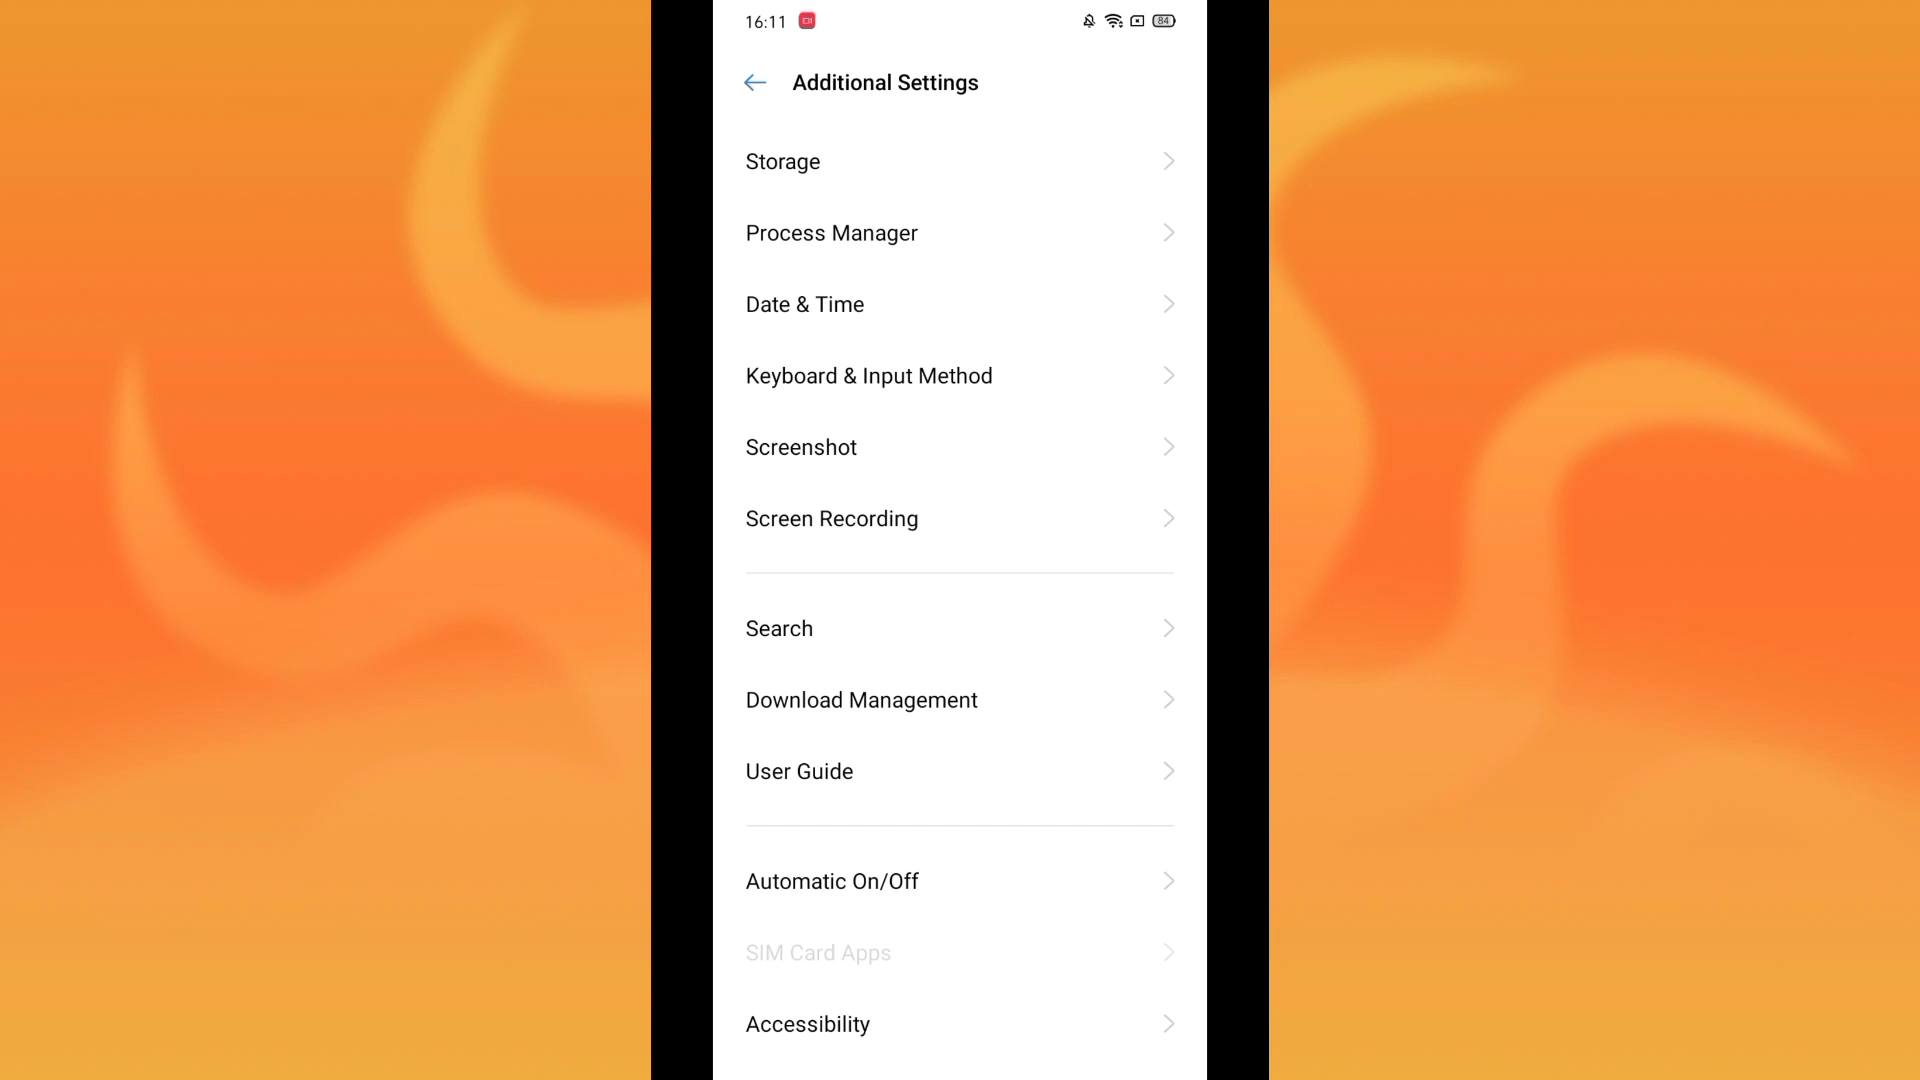 16:11
84
Additional Settings
Storage
Process Manager
Date & Time
Keyboard & Input Method
Screenshot
Screen Recording
Search
Download Management
User Guide
Automatic On/Off
SIM Card Apps
Accessibility